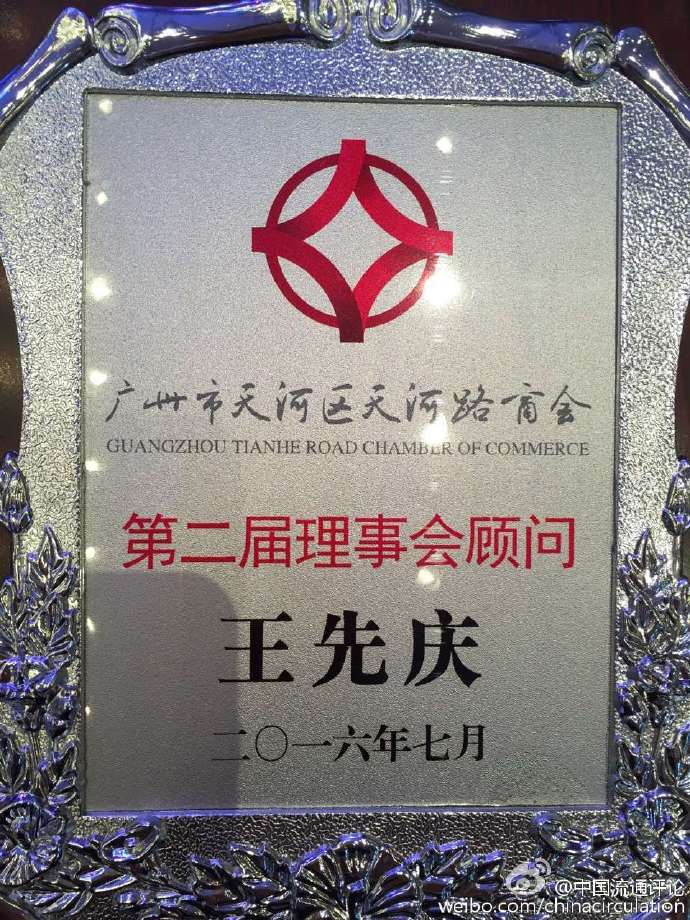 广州市天河区天河路商会
GUANGZHOU TIANHE ROAD CHAMBER OF COMMERCE
第二届理事会顾问
王先庆
二〇一六年七月
@中国流通评论
weibo.com/chinacirculation